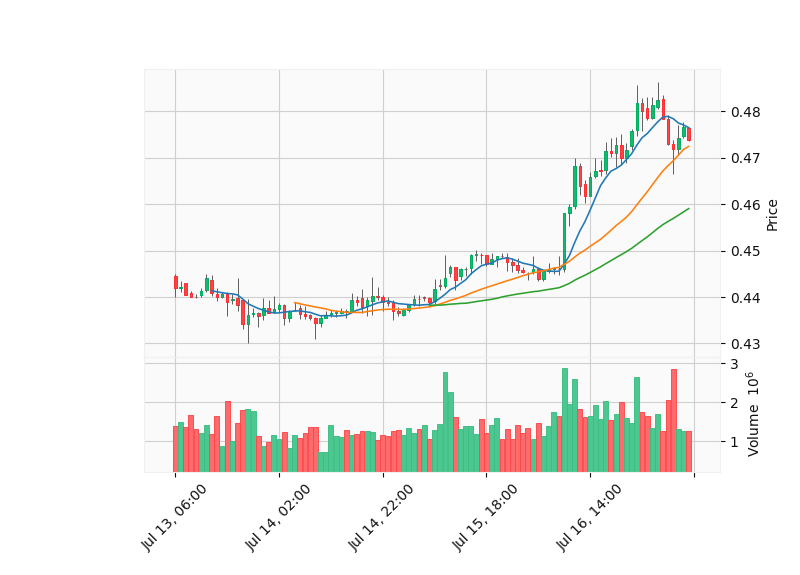 0.48
0.47
0.46
0.45
0.44
0.43
Price
3
2
1
Volume 10^6
Jul 13, 06:00
Jul 14, 02:00
Jul 14, 22:00
Jul 15, 18:00
Jul 16, 14:00